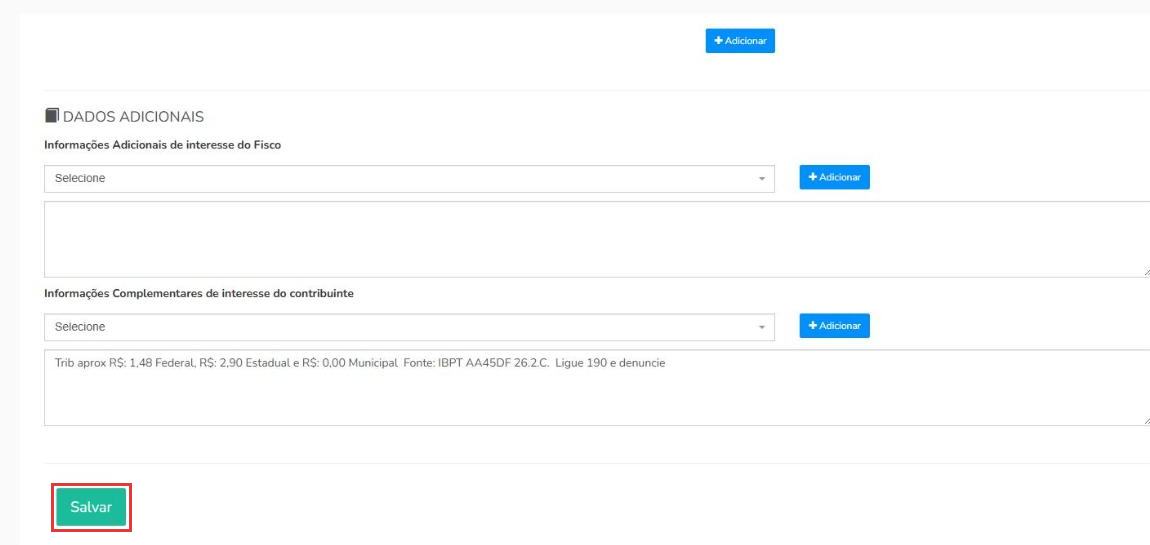 + Adicionar
DADOS ADICIONAIS
Informações Adicionais de interesse do Fisco
Selecione
+ Adicionar
Informações Complementares de interesse do contribuinte
Selecione
+ Adicionar
Trib aprox R$: 1,48 Federal, R$: 2,90 Estadual e R$: 0,00 Municipal  Fonte: IBPT AA45DF 26.2.C.  Ligue 190 e denuncie
Salvar